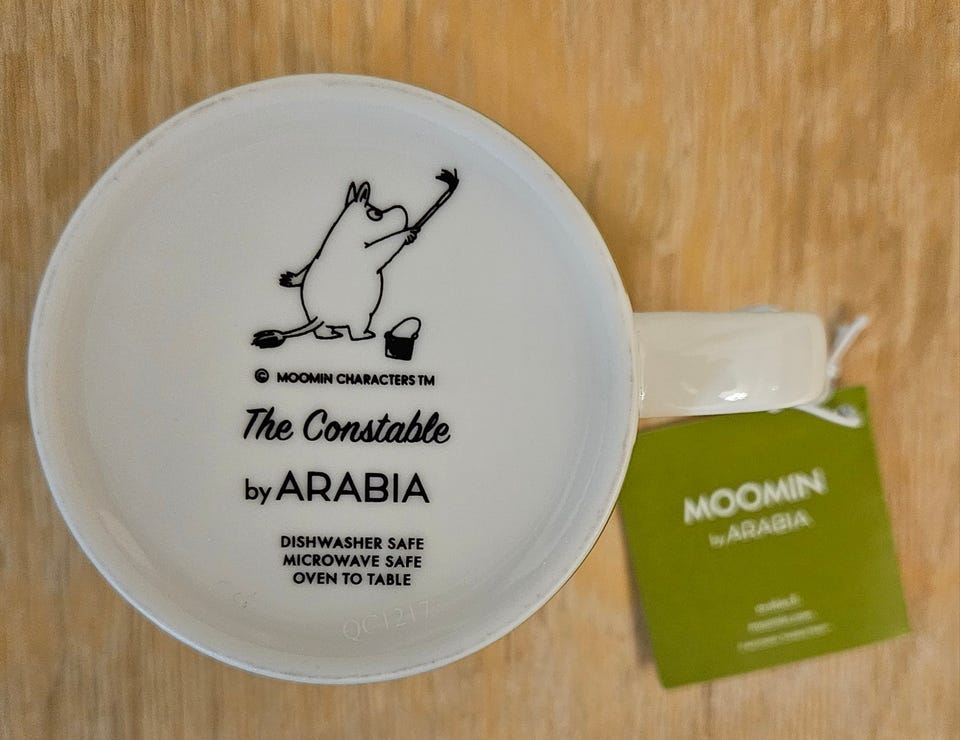 © MOOMIN CHARACTERS TM
The Constable
by ARABIA
DISHWASHER SAFE
MICROWAVE SAFE
OVEN TO TABLE
QC1217
MOOMIN
by ARABIA